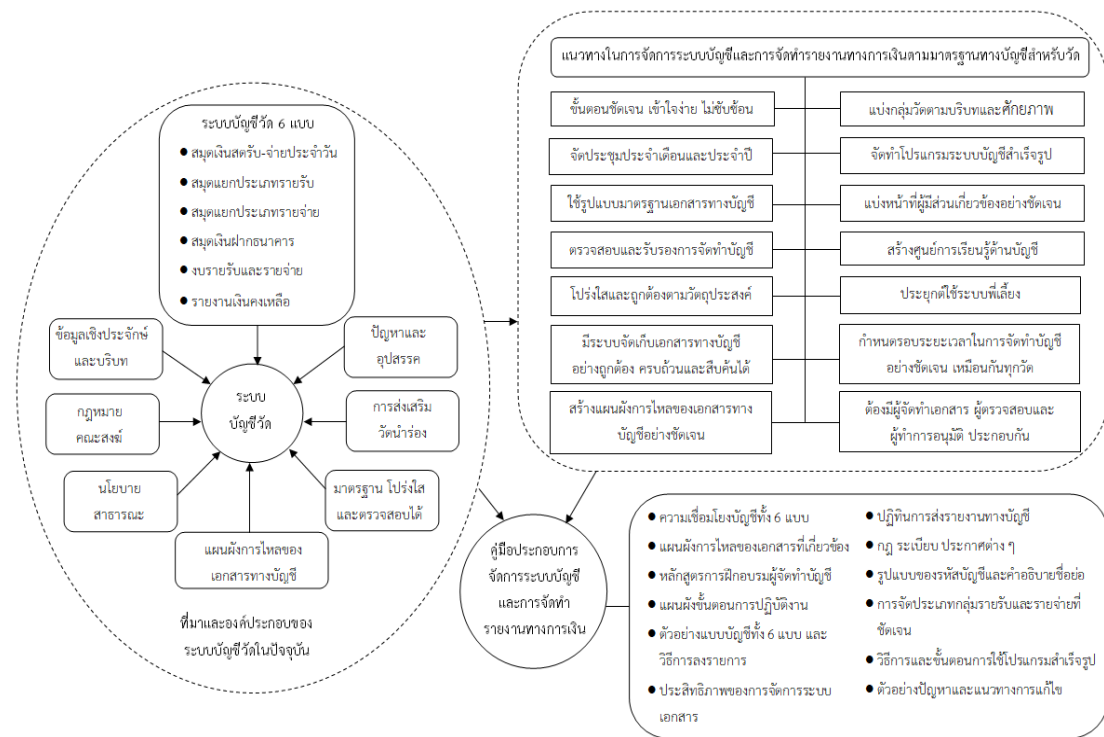 แนวทางในการจัดการระบบบัญชีและการจัดทำรายงานทางการเงินตามมาตรฐานทางบัญชีสำหรับวัด
ขั้นตอนชัดเจน เข้าใจง่าย ไม่ซับซ้อน
แบ่งกลุ่มวัดตามบริบทและศักยภาพ
จัดประชุมประจำเดือนและประจำปี
จัดทำโปรแกรมระบบบัญชีสำเร็จรูป
ใช้รูปแบบมาตรฐานเอกสารทางบัญชี
แบ่งหน้าที่ผู้มีส่วนเกี่ยวข้องอย่างชัดเจน
ตรวจสอบและรับรองการจัดทำบัญชี
สร้างศูนย์การเรียนรู้ด้านบัญชี
โปร่งใสและถูกต้องตามวัตถุประสงค์
ประยุกต์ใช้ระบบพี่เลี้ยง
มีระบบจัดเก็บเอกสารทางบัญชี
อย่างถูกต้อง ครบถ้วนและสืบค้นได้
กำหนดรอบระยะเวลาในการจัดทำบัญชี
อย่างชัดเจน เหมือนกันทุกวัด
สร้างแผนผังการไหลของเอกสารทาง
บัญชีอย่างชัดเจน
ต้องมีผู้จัดทำเอกสาร ผู้ตรวจสอบและ
ผู้ทำการอนุมัติ ประกอบกัน
ระบบบัญชีวัด 6 แบบ
● สมุดเงินสดรับ-จ่ายประจำวัน
● สมุดแยกประเภทรายรับ
● สมุดแยกประเภทรายจ่าย
● สมุดเงินฝากธนาคาร
● งบรายรับและรายจ่าย
● รายงานเงินคงเหลือ
ข้อมูลเชิงประจักษ์
และบริบท
ปัญหาและ
อุปสรรค
ระบบ
บัญชีวัด
กฎหมาย
คณะสงฆ์
การส่งเสริม
วัดนำร่อง
นโยบาย
สาธารณะ
มาตรฐาน โปร่งใส
และตรวจสอบได้
แผนผังการไหลของ
เอกสารทางบัญชี
ที่มาและองค์ประกอบของ
ระบบบัญชีวัดในปัจจุบัน
คู่มือประกอบการ
จัดการระบบบัญชี
และการจัดทำ
รายงานทางการเงิน
● ความเชื่อมโยงบัญชีทั้ง 6 แบบ
● แผนผังการไหลของเอกสารที่เกี่ยวข้อง
● หลักสูตรการฝึกอบรมผู้จัดทำบัญชี
● แผนผังขั้นตอนการปฏิบัติงาน
● ตัวอย่างแบบบัญชีทั้ง 6 แบบ และ
วิธีการลงรายการ
● ประสิทธิภาพของการจัดการระบบ
เอกสาร
● ปฏิทินการส่งรายงานทางบัญชี
● กฎ ระเบียบ ประกาศต่าง ๆ
● รูปแบบของรหัสบัญชีและคำอธิบายชื่อย่อ
● การจัดประเภทกลุ่มรายรับและรายจ่ายที่
ชัดเจน
● วิธีการและขั้นตอนการใช้โปรแกรมสำเร็จรูป
● ตัวอย่างปัญหาและแนวทางการแก้ไข